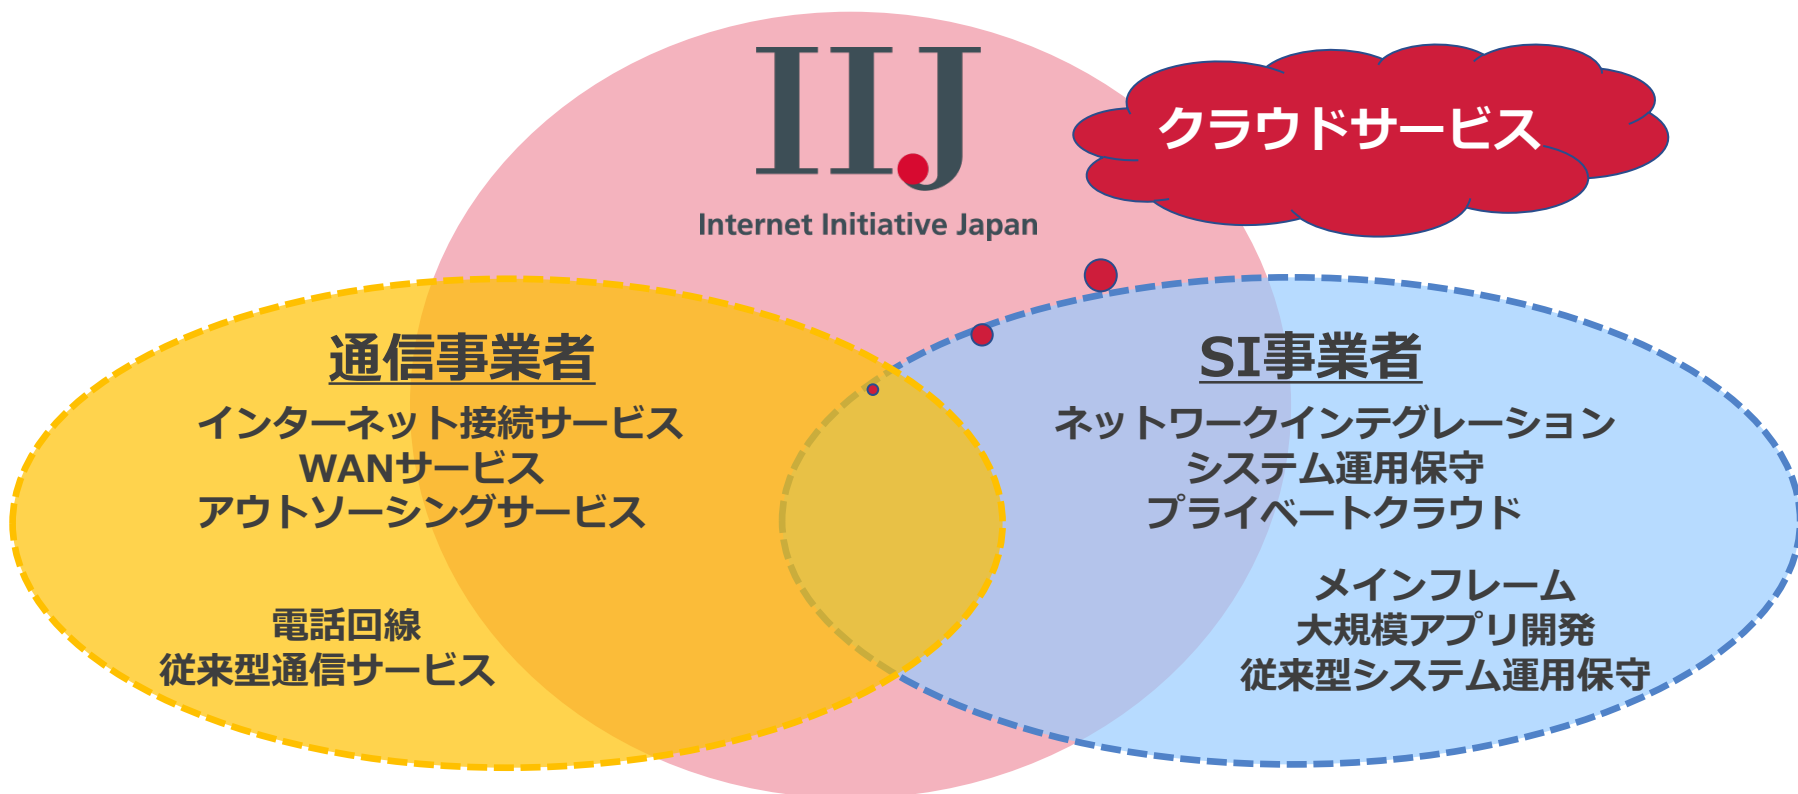 IIJ
Internet Initiative Japan
クラウドサービス
通信事業者
インターネット接続サービス
WANサービス
アウトソーシングサービス
電話回線
従来型通信サービス
SI事業者
ネットワークインテグレーション
システム運用保守
プライベートクラウド
メインフレーム
大規模アプリ開発
従来型システム運用保守